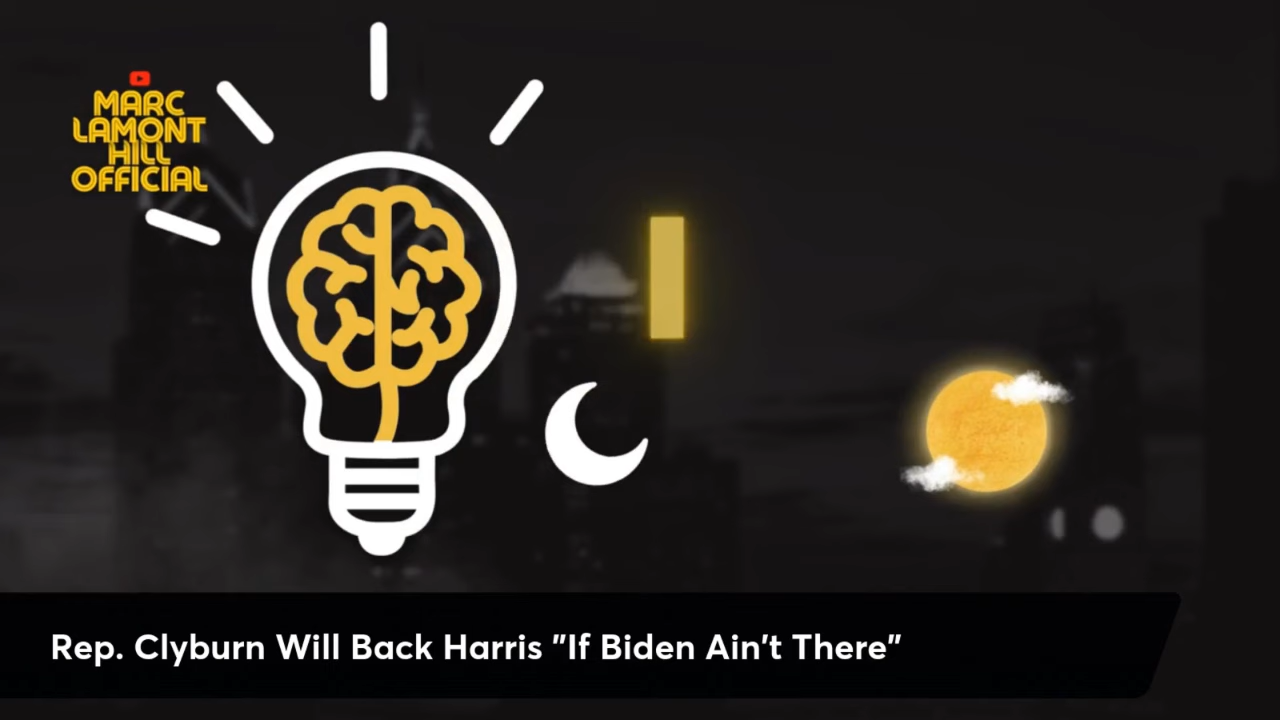 MARC
LAMONT
HILL
OFFICIAL
Rep. Clyburn Will Back Harris "If Biden Ain't There"